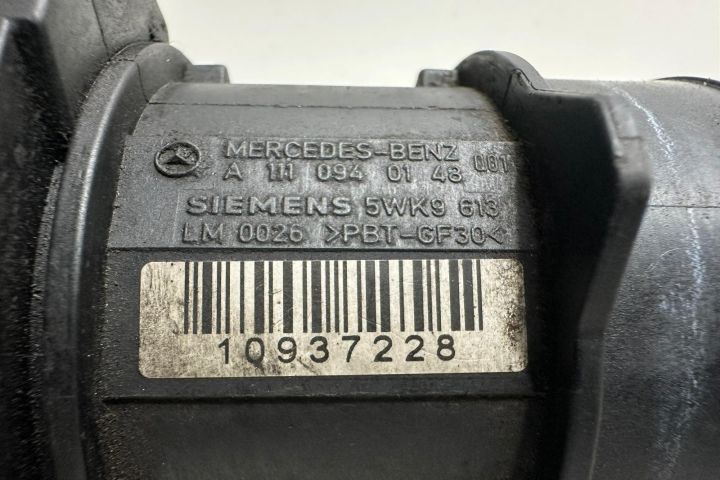 MERCEDES-BENZ 001
A 111 094 01 48
SIEMENS 5WK9 613
LM 0026 >PBT-GF30<
10937228